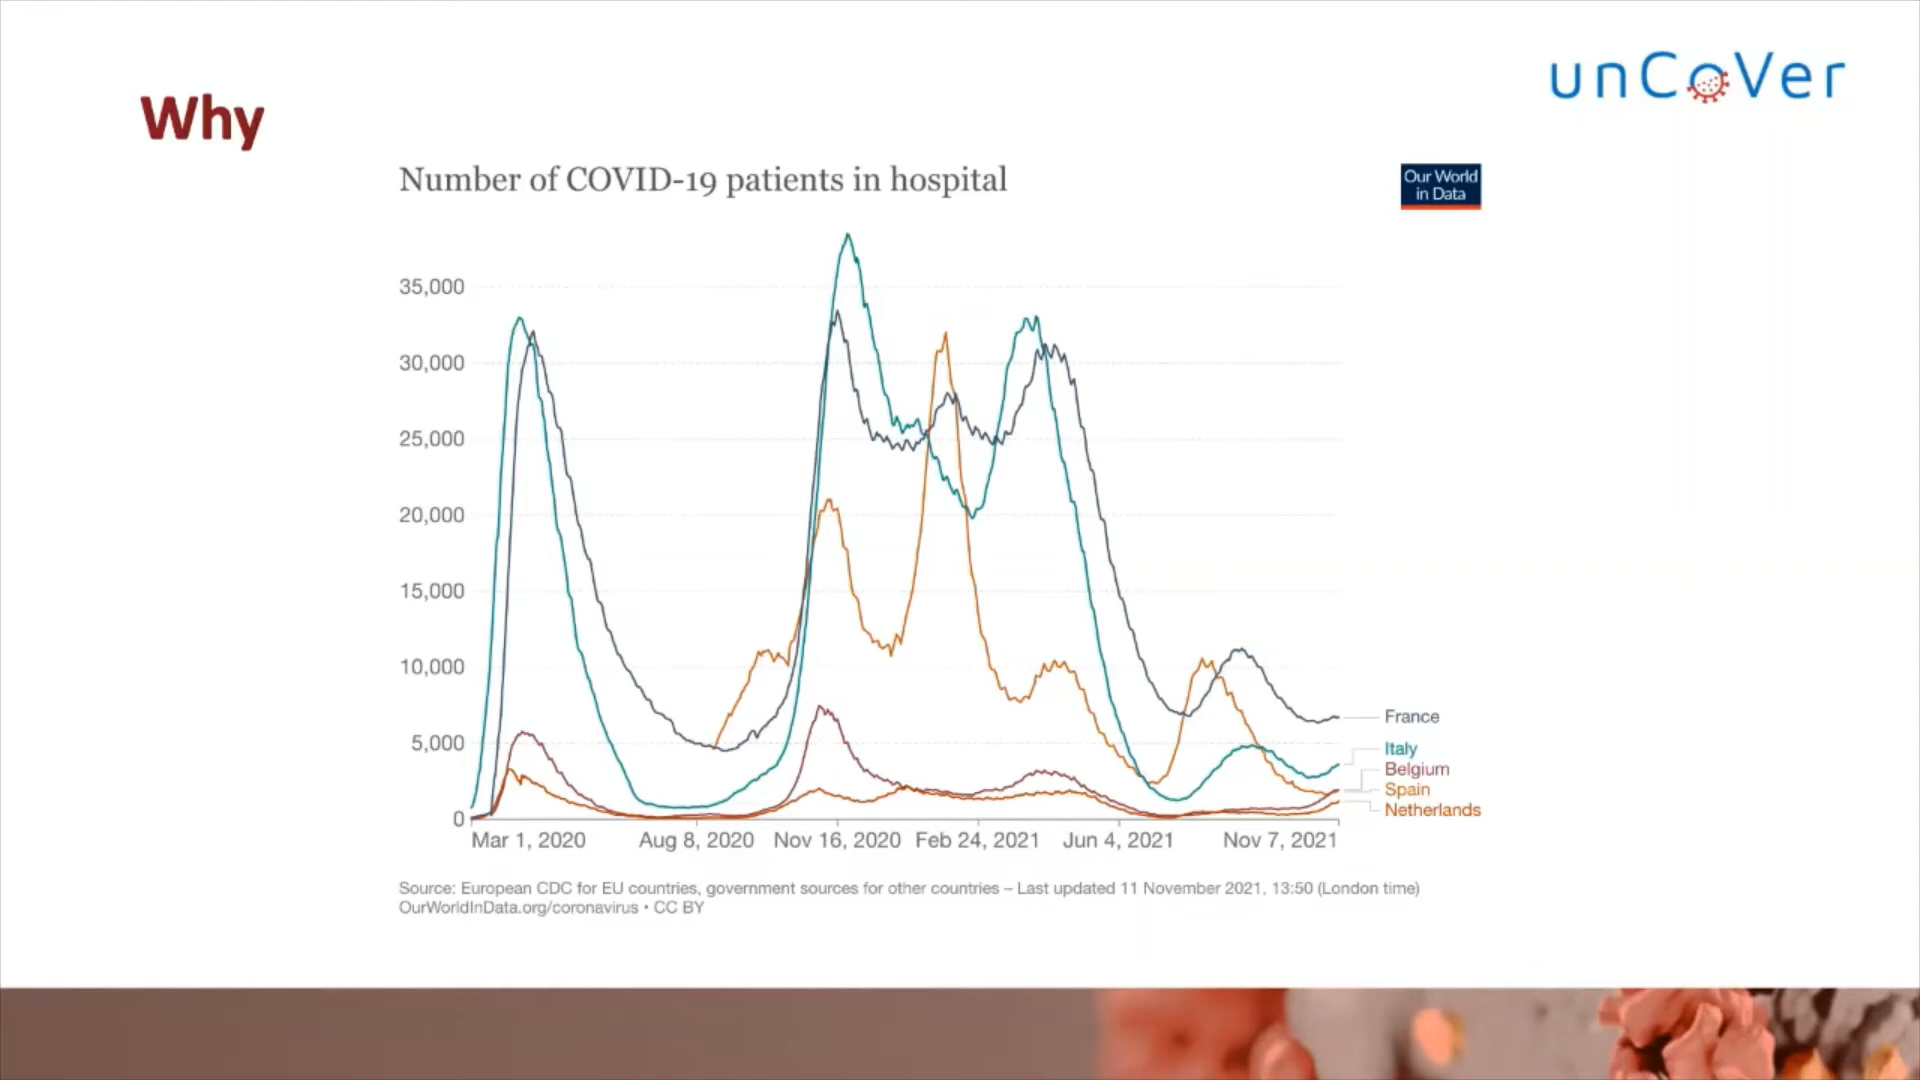 unCoVer
Why
Number of COVID-19 patients in hospital
Our World
in Data
35,000
30,000
25,000
20,000
15,000
10,000
5,000
0
France
Italy
Belgium
Spain
Netherlands
Mar 1, 2020 Aug 8, 2020 Nov 16, 2020 Feb 24, 2021 Jun 4, 2021 Nov 7, 2021
Source: European CDC for EU countries, government sources for other countries – Last updated 11 November 2021, 13:50 (London time)
OurWorldInData.org/coronavirus • CC BY